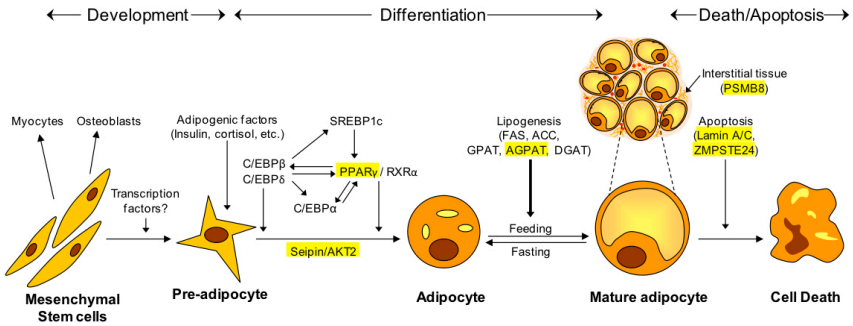 Development
Differentiation
Death/Apoptosis
Myocytes
Osteoblasts
Adipogenic factors
(Insulin, cortisol, etc.)
SREBP1c
C/EBPβ
C/EBPδ
PPARγ / RXRα
C/EBPα
Lipogenesis
(FAS, ACC,
GPAT, AGPAT, DGAT)
Interstitial tissue
(PSMB8)
Apoptosis
(Lamin A/C,
ZMPSTE24)
Transcription
factors?
Seipin/AKT2
Feeding
Fasting
Mesenchymal
Stem cells
Pre-adipocyte
Adipocyte
Mature adipocyte
Cell Death